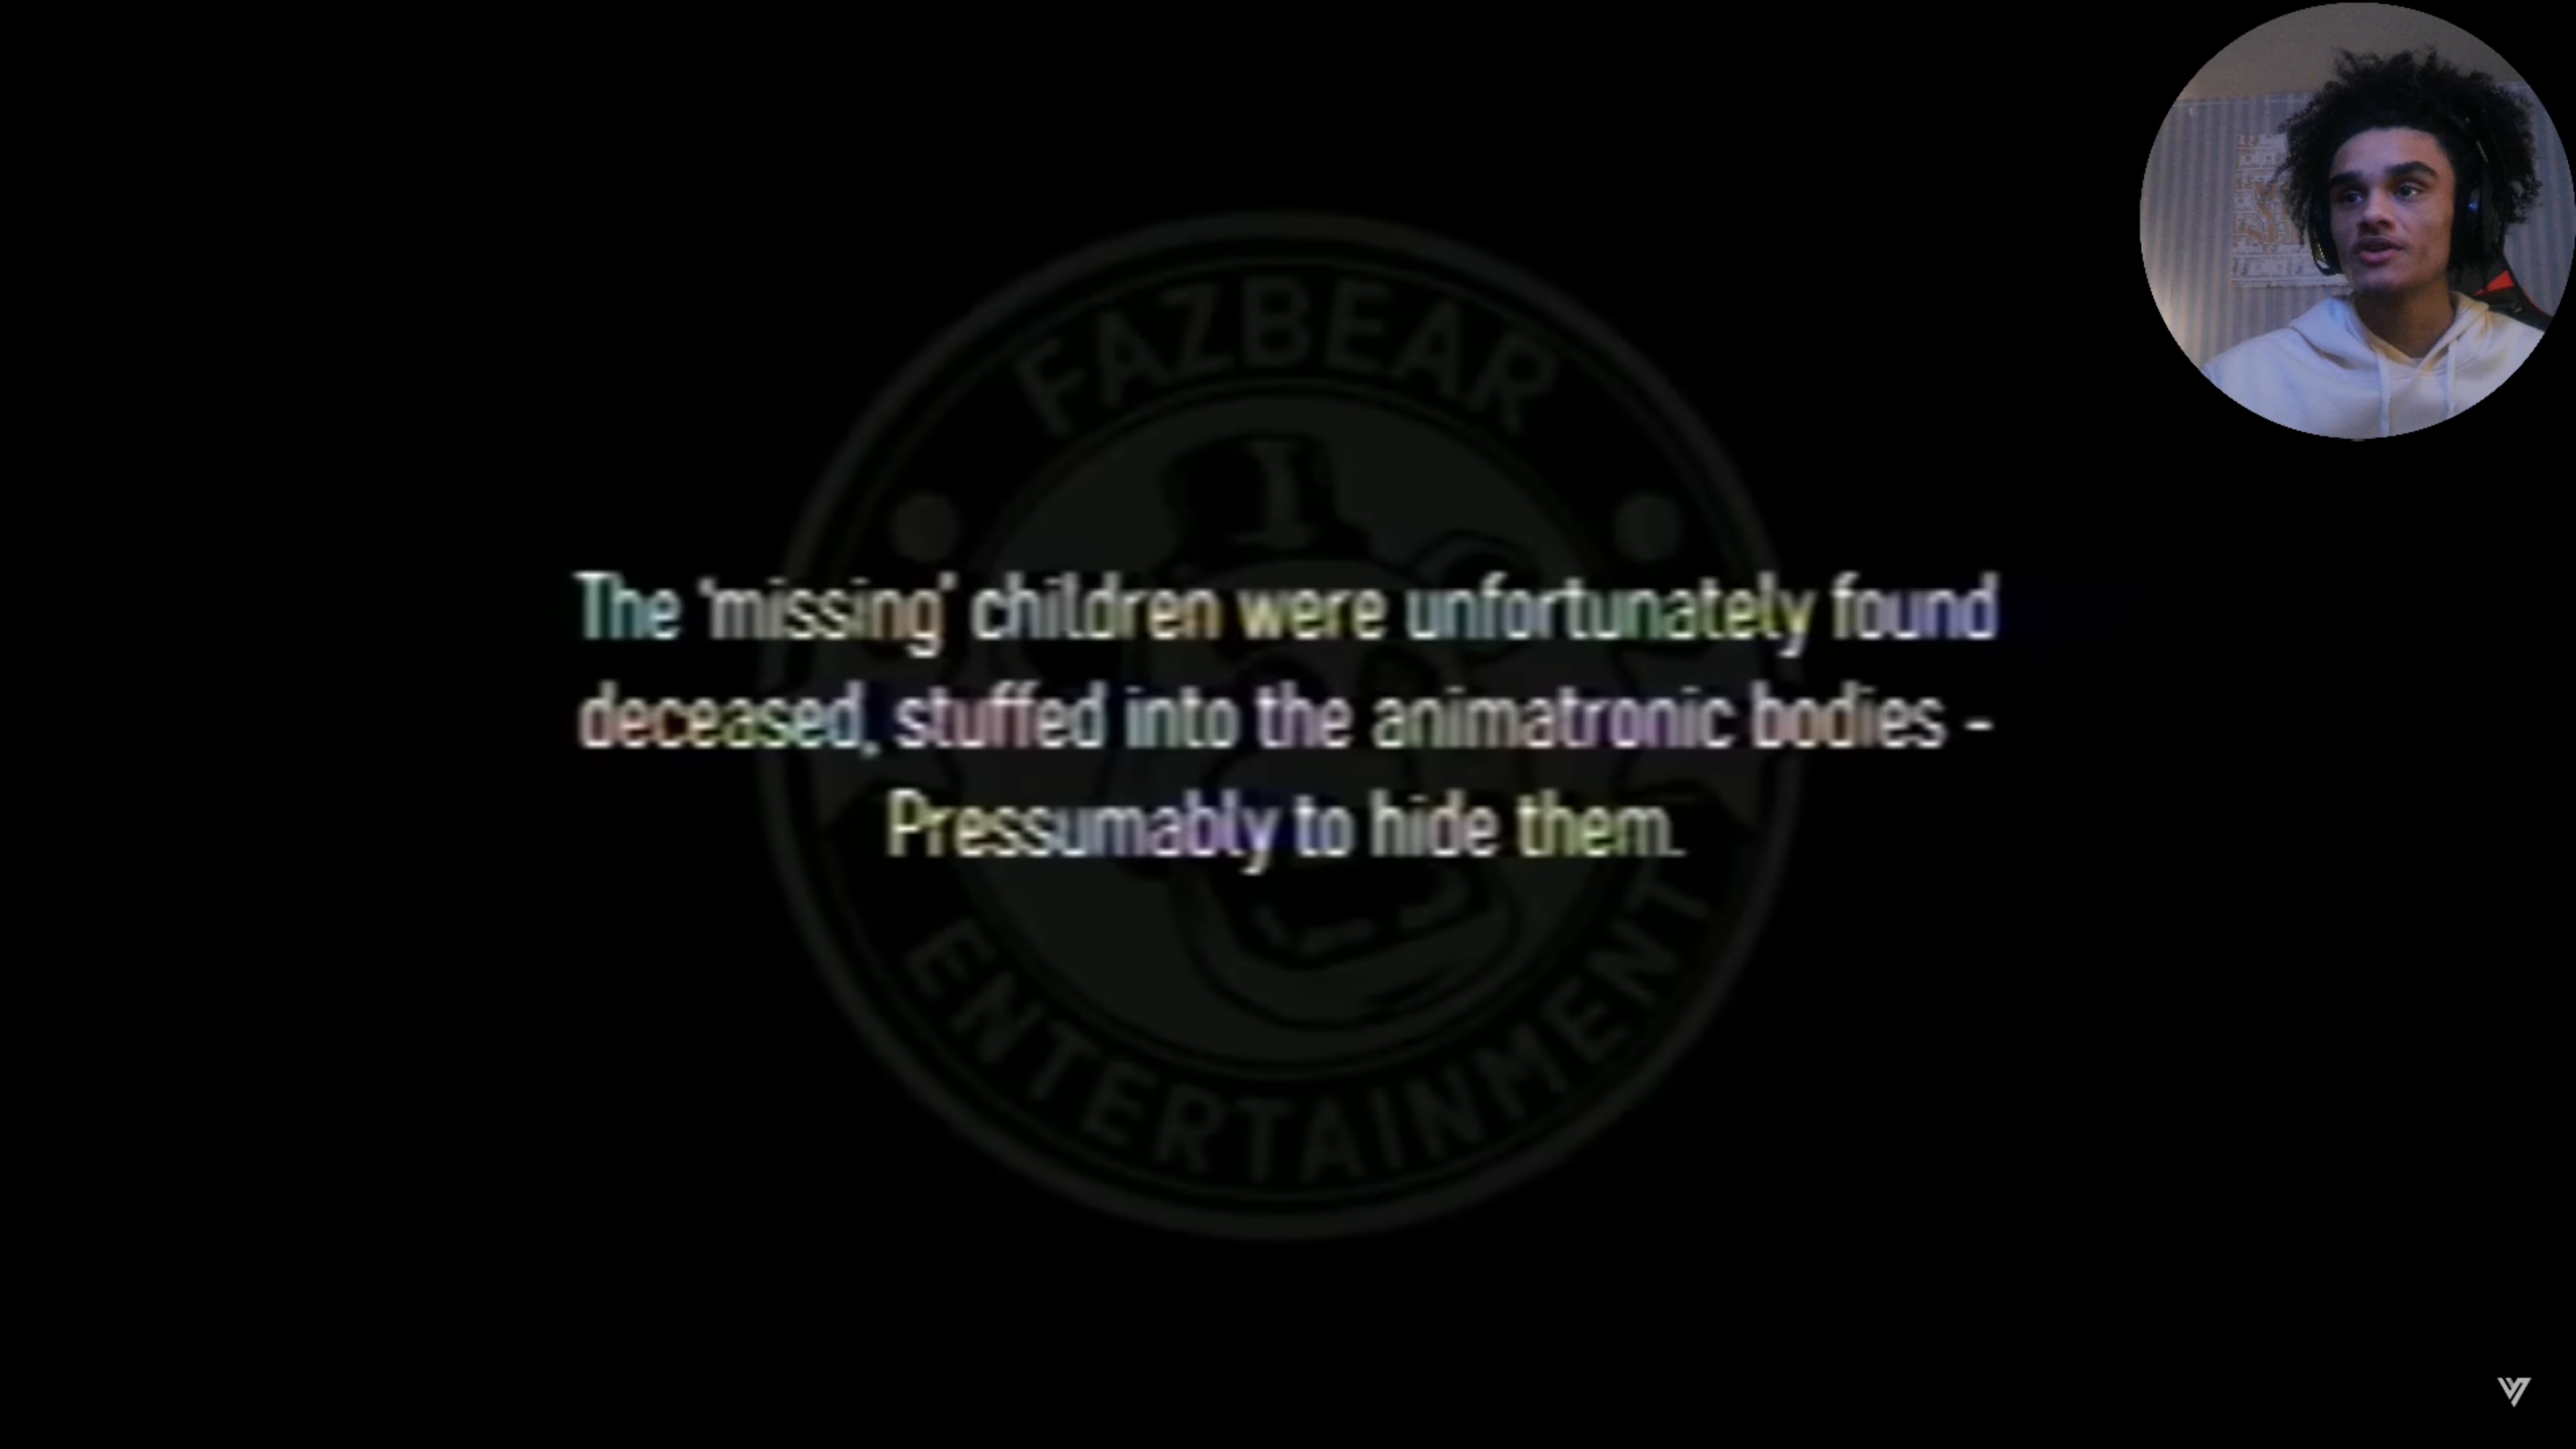 FAZBEAR
The 'missing' children were unfortunately found
deceased, stuffed into the animatronic bodies -
Pressumably to hide them.
ENTERTAINMENT